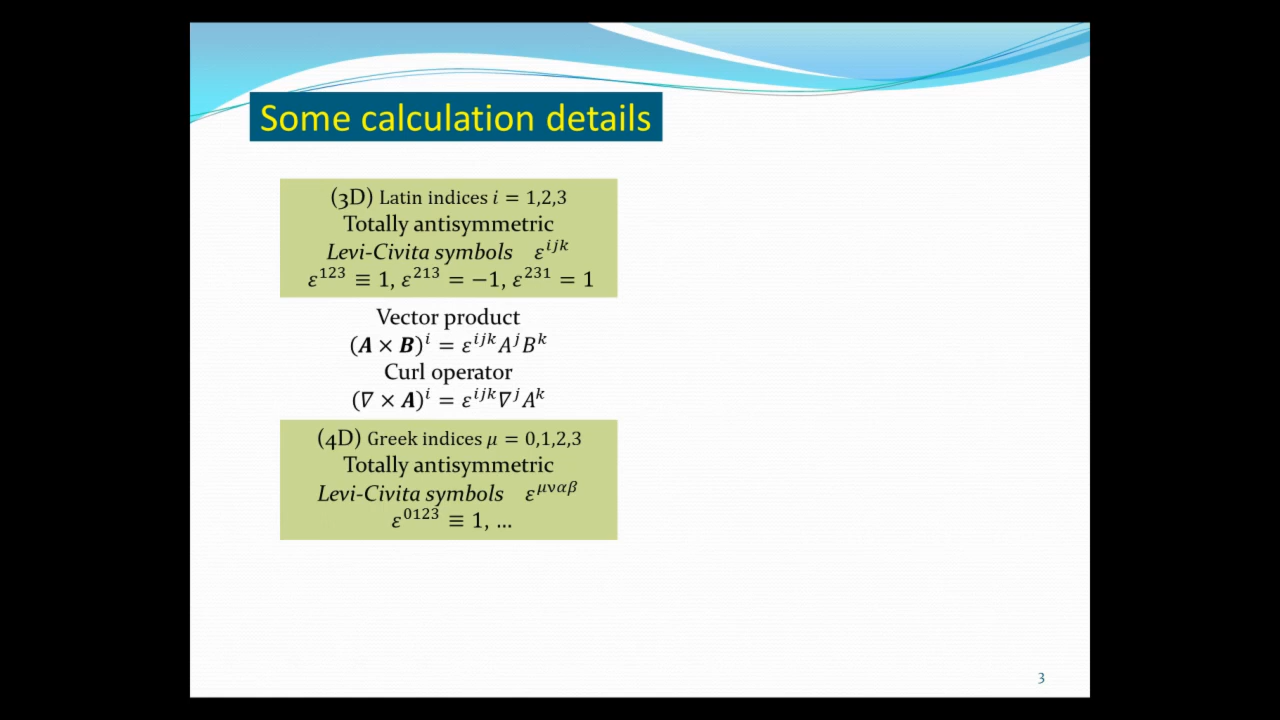 Some calculation details
(3D) Latin indices 𝑖 = 1,2,3
Totally antisymmetric
Levi-Civita symbols 𝜀^{𝑖𝑗𝑘}
𝜀^{123} ≡ 1, 𝜀^{213} = −1, 𝜀^{231} = 1
Vector product
(𝑨 × 𝑩)^𝑖 = 𝜀^{𝑖𝑗𝑘}𝐴^𝑗𝐵^𝑘
Curl operator
(∇ × 𝑨)^𝑖 = 𝜀^{𝑖𝑗𝑘}∇^𝑗𝐴^𝑘
(4D) Greek indices 𝜇 = 0,1,2,3
Totally antisymmetric
Levi-Civita symbols 𝜀^{𝜇𝜈𝛼𝛽}
𝜀^{0123} ≡ 1, …
3